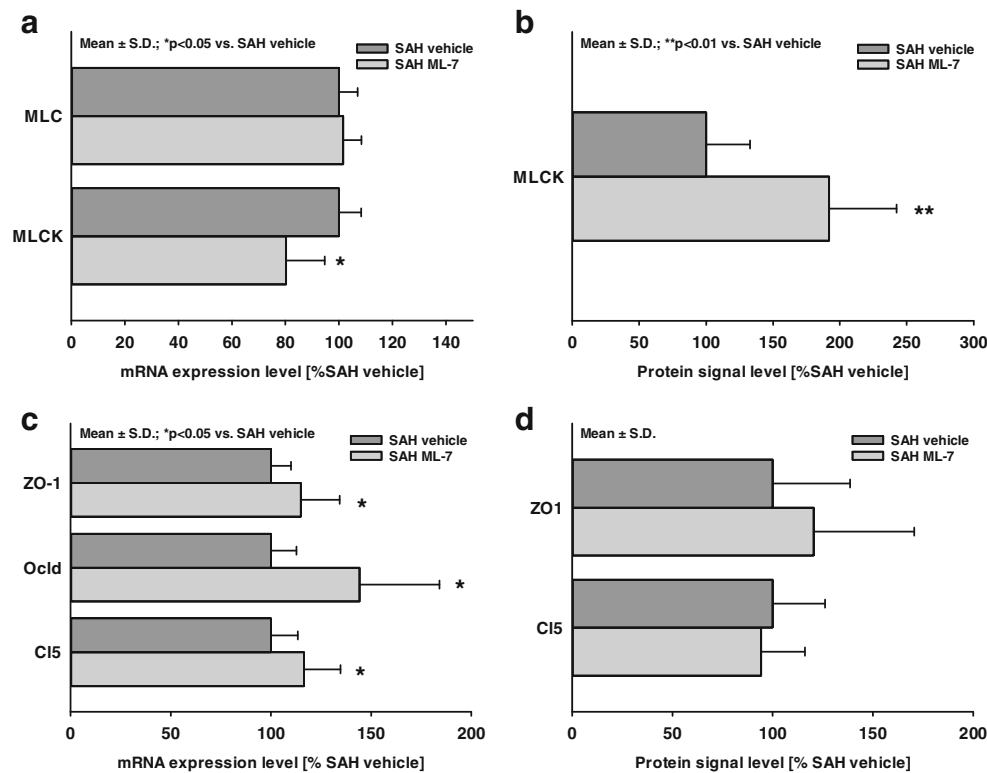 a
Mean ± S.D.; *p<0.05 vs. SAH vehicle
SAH vehicle
SAH ML-7
MLC
MLCK
*
0 20 40 60 80 100 120 140
mRNA expression level [%SAH vehicle]
b
Mean ± S.D.; **p<0.01 vs. SAH vehicle
SAH vehicle
SAH ML-7
MLCK
**
0 50 100 150 200 250 300
Protein signal level [%SAH vehicle]
c
Mean ± S.D.; *p<0.05 vs. SAH vehicle
SAH vehicle
SAH ML-7
ZO-1
*
Ocld
*
Cl5
*
0 50 100 150 200
mRNA expression level [% SAH vehicle]
d
Mean ± S.D.
SAH vehicle
SAH ML-7
ZO1
Cl5
0 50 100 150 200
Protein signal level [% SAH vehicle]